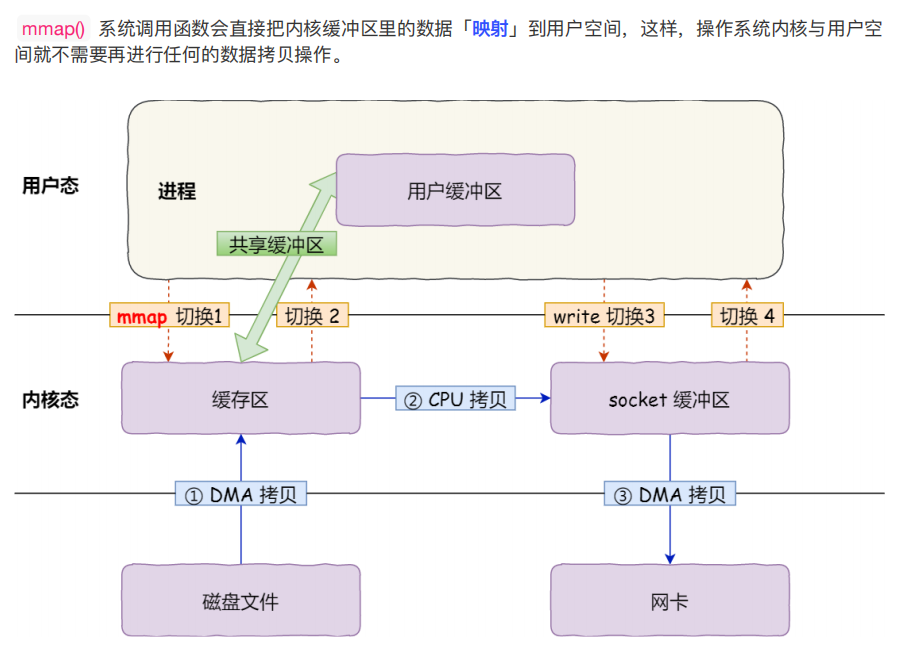 mmap() 系统调用函数会直接把内核缓冲区里的数据「映射」到用户空间，这样，操作系统内核与用户空
间就不需要再进行任何的数据拷贝操作。
用户态
进程
用户缓冲区
共享缓冲区
mmap 切换1
切换 2
write 切换3
切换 4
内核态
缓存区
② CPU 拷贝
socket 缓冲区
① DMA 拷贝
③ DMA 拷贝
磁盘文件
网卡